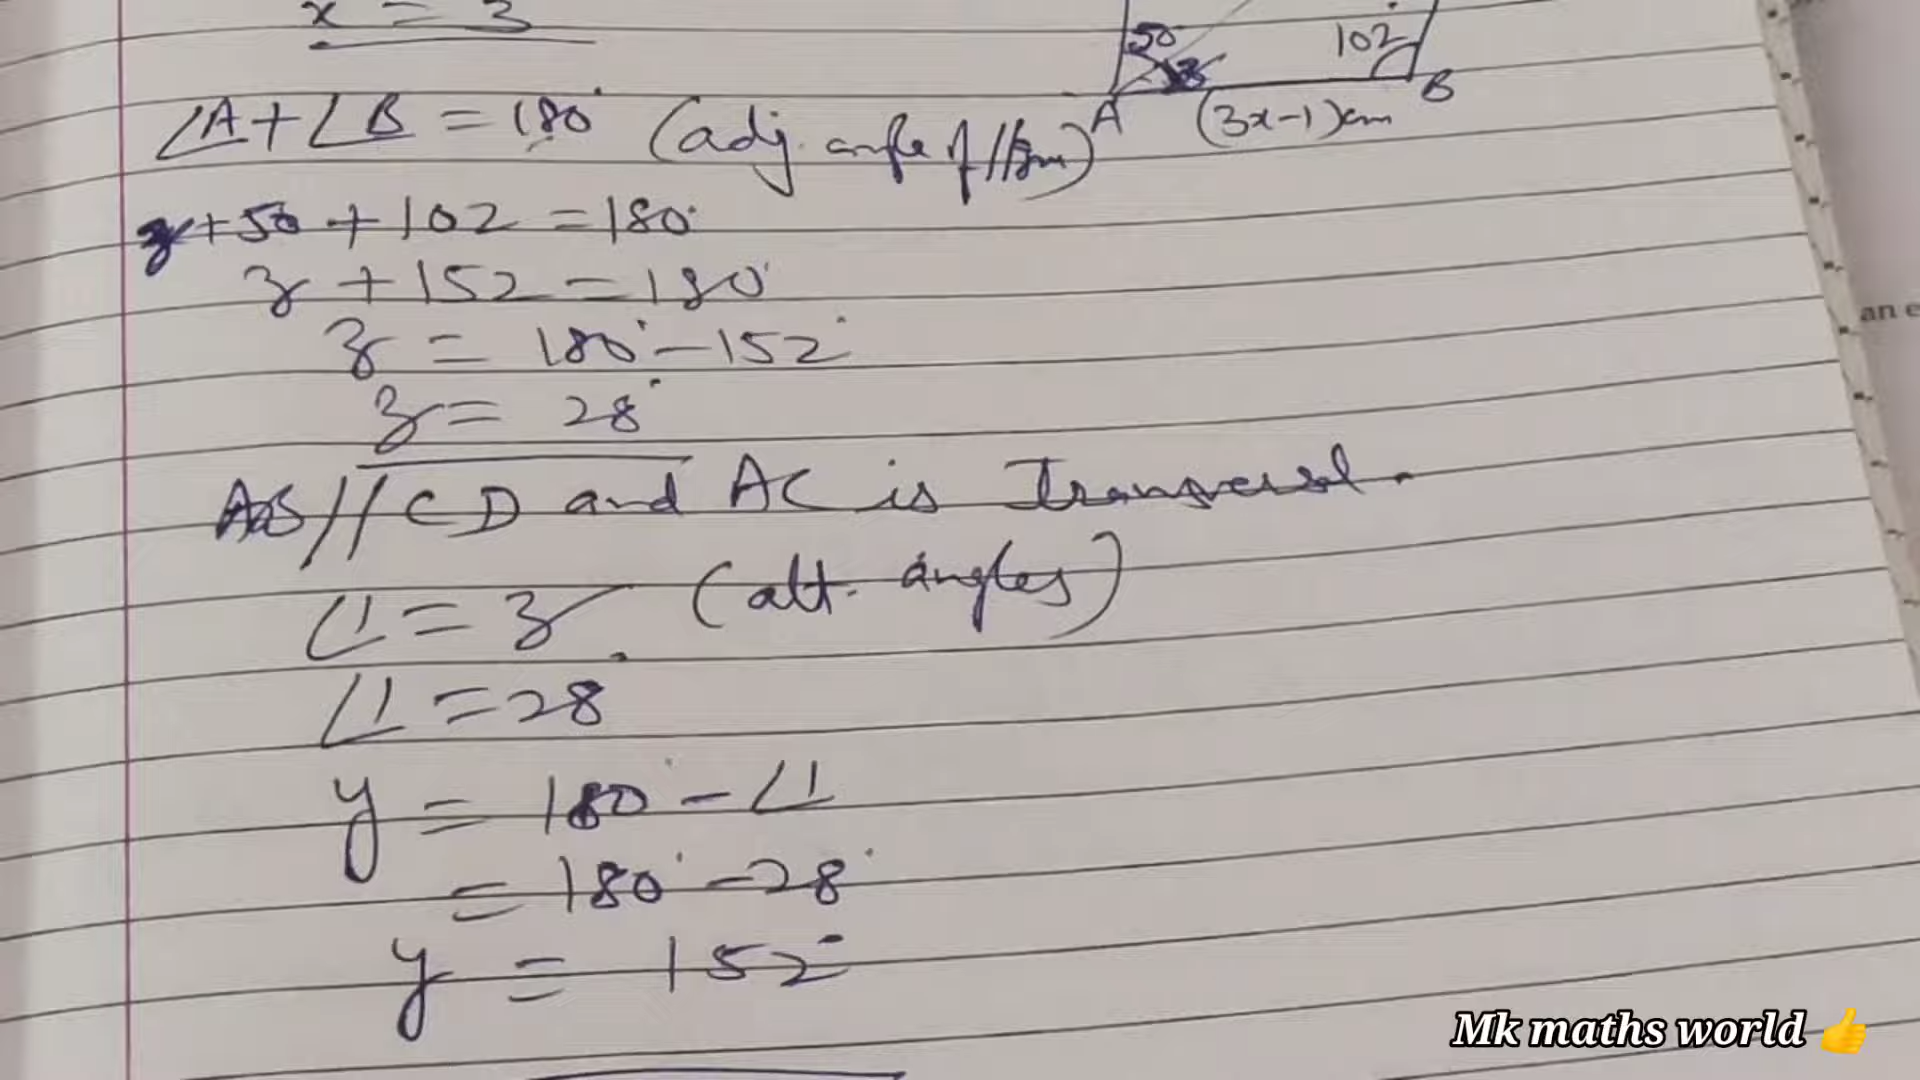 x = 3
50
102
A
B
(3x-1)cm
∠A+∠B = 180° (adj. angle of //gm)
z+50+102 = 180°
z+152 = 180°
z = 180°-152°
z = 28°
AB//CD and AC is Transversal.
∠1 = z (alt. angles)
∠1 = 28
y = 180°-∠1
= 180°-28°
y = 152°
an e
Mk maths world 👍